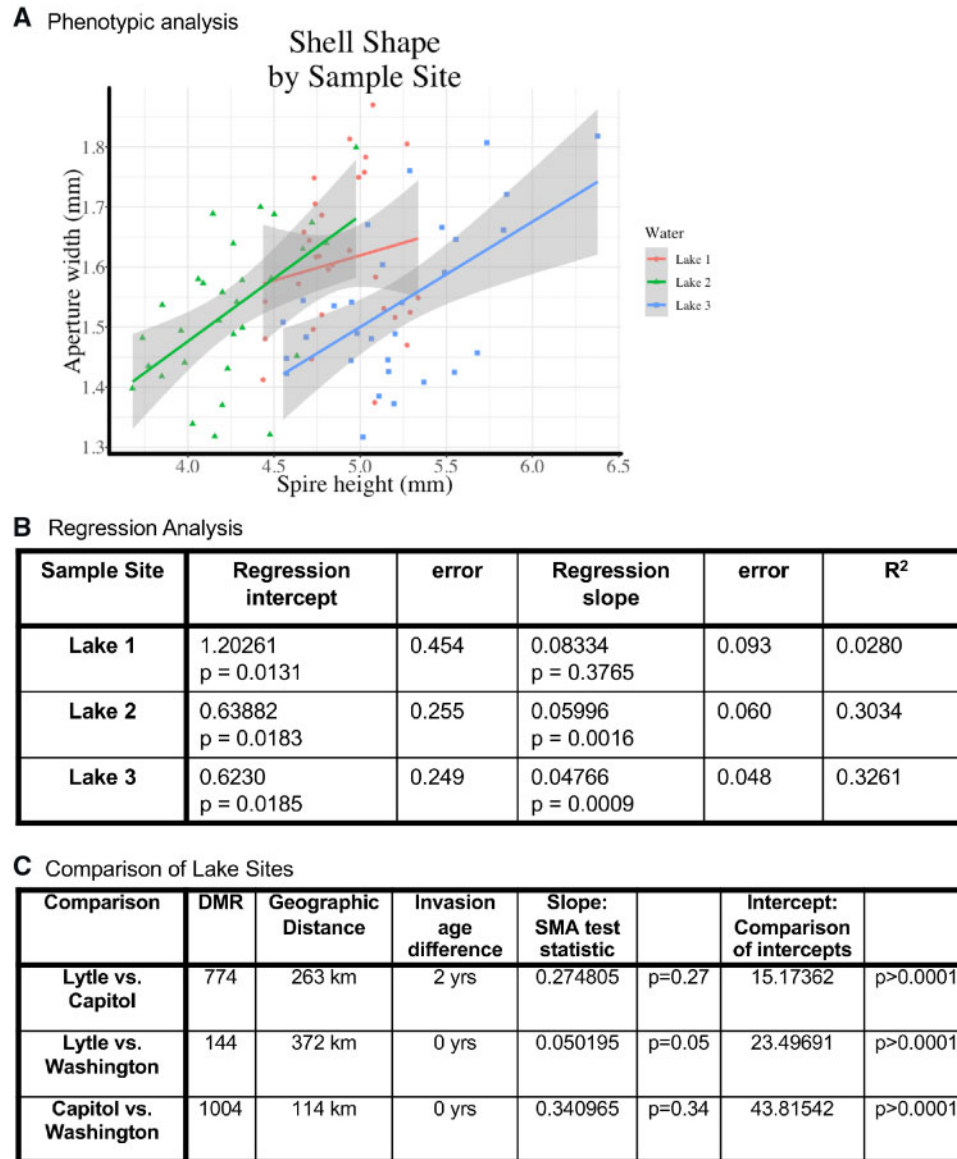 A Phenotypic analysis
Shell Shape
by Sample Site
Aperture width (mm)
1.8
1.7
1.6
1.5
1.4
1.3
4.0 4.5 5.0 5.5 6.0 6.5
Spire height (mm)
Water
Lake 1
Lake 2
Lake 3
B Regression Analysis
Sample Site Regression intercept error Regression slope error R²
Lake 1 1.20261 0.454 0.08334 0.093 0.0280
p = 0.0131 p = 0.3765
Lake 2 0.63882 0.255 0.05996 0.060 0.3034
p = 0.0183 p = 0.0016
Lake 3 0.6230 0.249 0.04766 0.048 0.3261
p = 0.0185 p = 0.0009
C Comparison of Lake Sites
Comparison DMR Geographic Distance Invasion age difference Slope: SMA test statistic Intercept: Comparison of intercepts
Lytle vs. Capitol 774 263 km 2 yrs 0.274805 p=0.27 15.17362 p>0.0001
Lytle vs. Washington 144 372 km 0 yrs 0.050195 p=0.05 23.49691 p>0.0001
Capitol vs. Washington 1004 114 km 0 yrs 0.340965 p=0.34 43.81542 p>0.0001